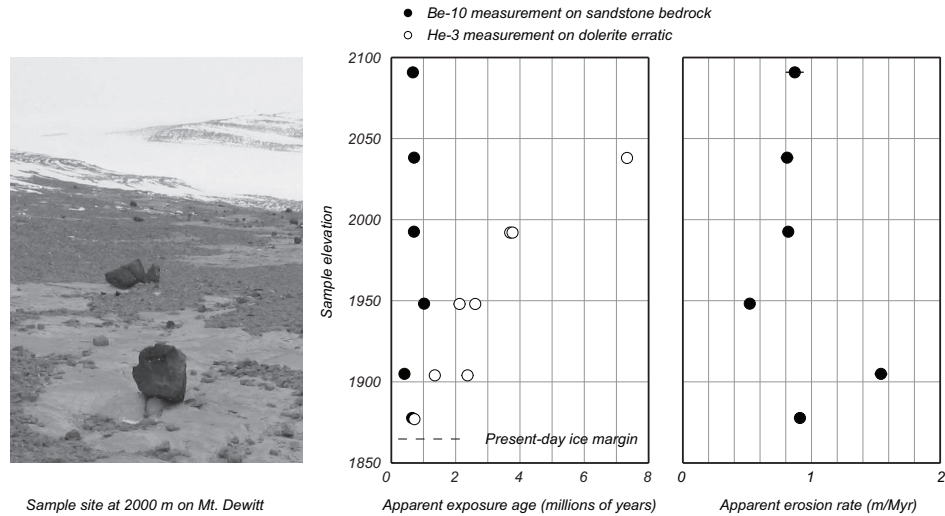 Be-10 measurement on sandstone bedrock
He-3 measurement on dolerite erratic
2100
2050
2000
1950
1900
1850
Sample elevation
Present-day ice margin
0 2 4 6 8
0 1 2
Sample site at 2000 m on Mt. Dewitt
Apparent exposure age (millions of years)
Apparent erosion rate (m/Myr)